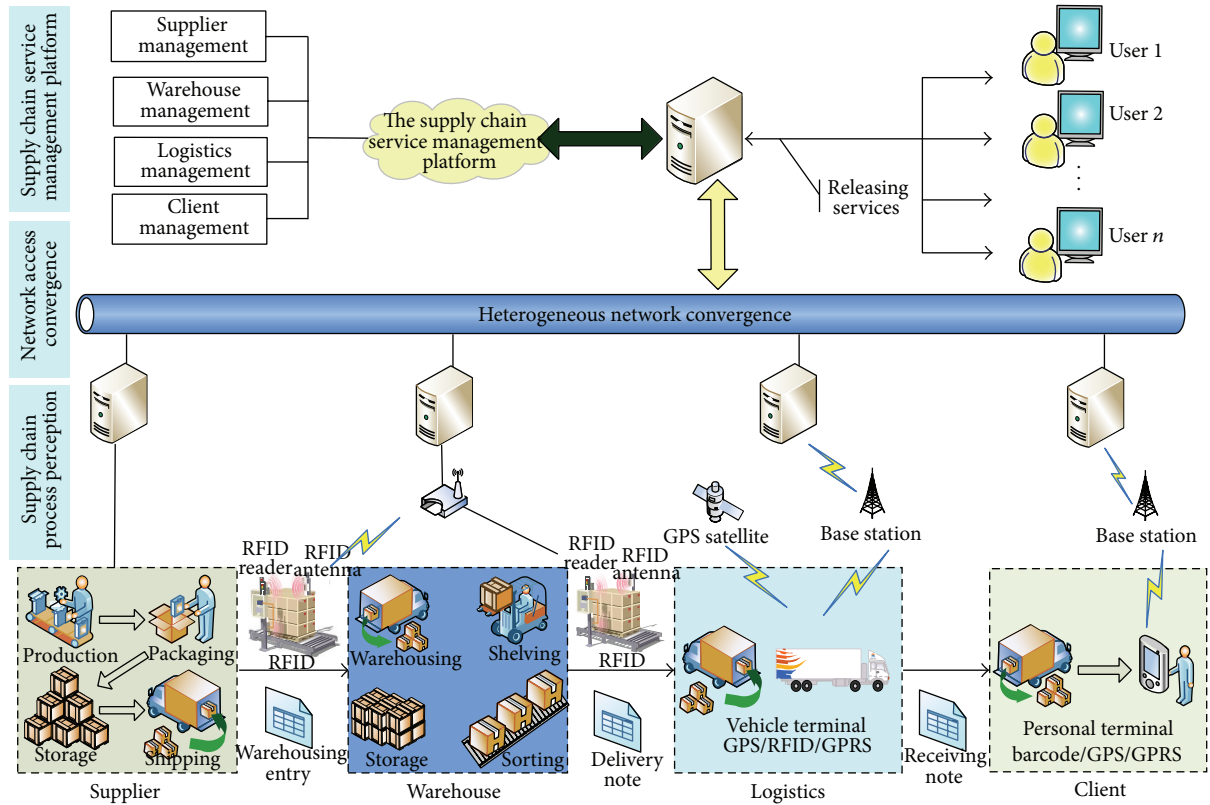 Supply chain service
management platform
Supplier
management
Warehouse
management
Logistics
management
Client
management
The supply chain
service management
platform
Releasing
services
User 1
User 2
⋮
User n
Network access
convergence
Heterogeneous network convergence
Supply chain
process perception
GPS satellite
Base station
Base station
RFID
reader
RFID
antenna
RFID
reader
RFID
antenna
Production
Packaging
Storage
Shipping
Supplier
RFID
Warehousing
entry
Warehousing
Shelving
Storage
Sorting
Warehouse
RFID
Delivery
note
Vehicle terminal
GPS/RFID/GPRS
Logistics
Receiving
note
Personal terminal
barcode/GPS/GPRS
Client